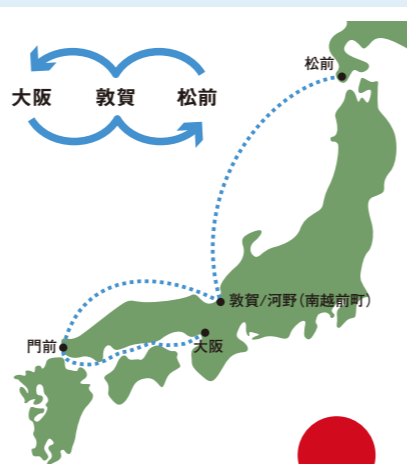 松前
大阪 敦賀 松前
敦賀/河野(南越前町)
門前
大阪